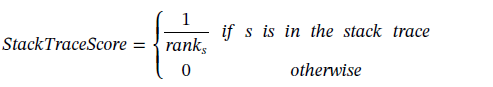 StackTraceScore = { 1 / rank_s if s is in the stack trace
0 otherwise